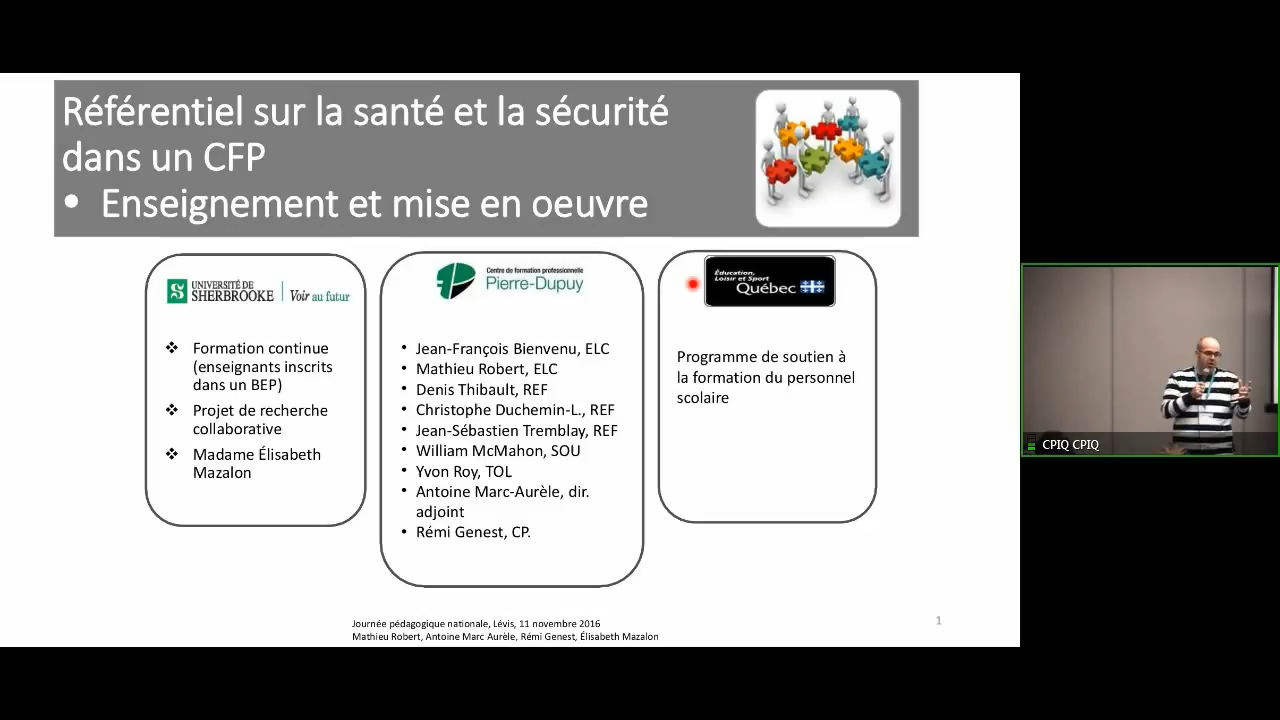 Référentiel sur la santé et la sécurité
dans un CFP
• Enseignement et mise en oeuvre
UNIVERSITÉ DE
SHERBROOKE
Voir au futur
❖ Formation continue
(enseignants inscrits
dans un BEP)
❖ Projet de recherche
collaborative
❖ Madame Élisabeth
Mazalon
Centre de formation professionnelle
Pierre-Dupuy
• Jean-François Bienvenu, ELC
• Mathieu Robert, ELC
• Denis Thibault, REF
• Christophe Duchemin-L., REF
• Jean-Sébastien Tremblay, REF
• William McMahon, SOU
• Yvon Roy, TOL
• Antoine Marc-Aurèle, dir.
adjoint
• Rémi Genest, CP.
Éducation,
Loisir et Sport
Québec
Programme de soutien à
la formation du personnel
scolaire
Journée pédagogique nationale, Lévis, 11 novembre 2016
Mathieu Robert, Antoine Marc Aurèle, Rémi Genest, Élisabeth Mazalon
1
CPIQ CPIQ